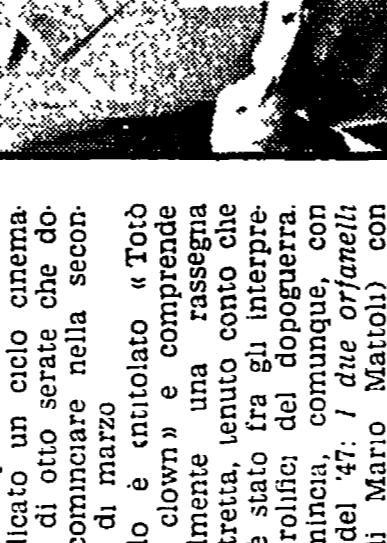 licato un ciclo cinema-
di otto serate che do-
cominciare nella secon-
di marzo
lo è intitolato « Totò
clown » e comprende
lmente una rassegna
tretta, tenuto conto che
è stato fra gli interpre-
rolifici del dopoguerra.
mincia, comunque, con
del '47: I due orfanelli
di Mario Mattoli) con